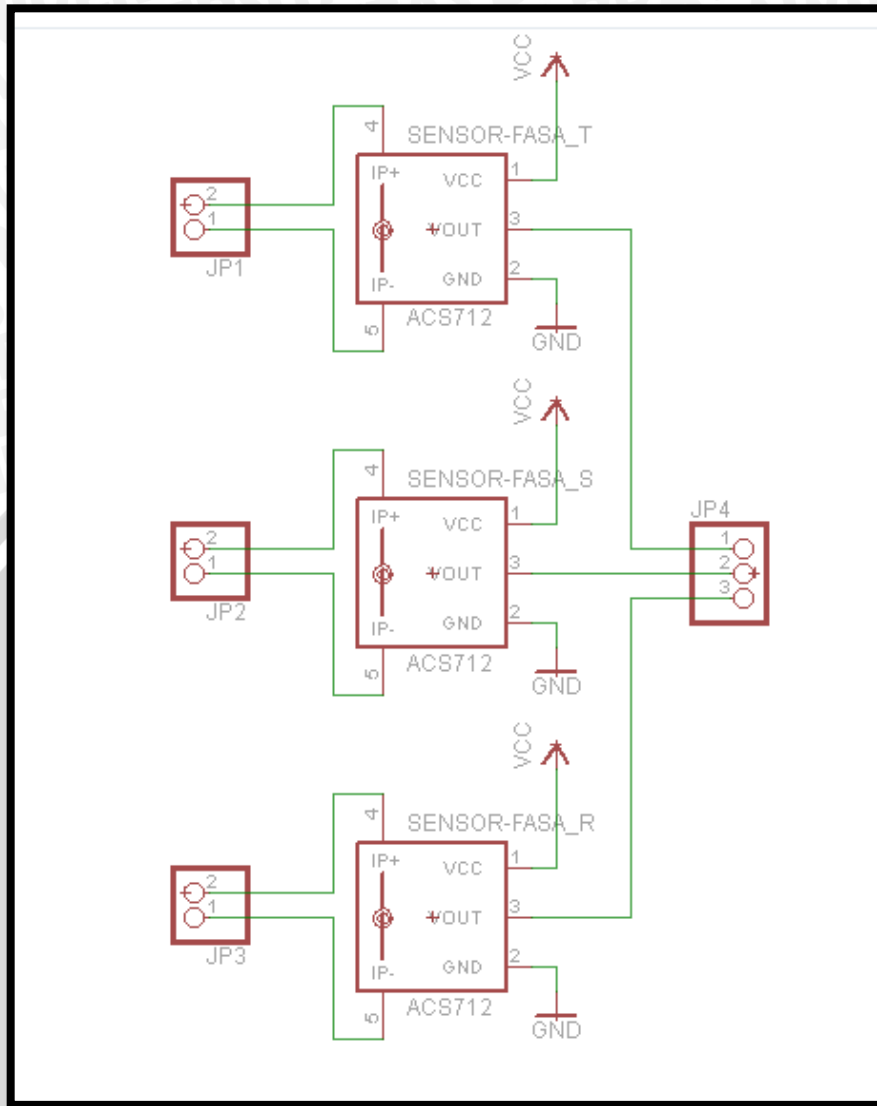 VCC
4
SENSOR-FASA_T
IP+
VCC
1
2
1
JP1
VOUT
3
IP-
GND
2
5
ACS712
GND
VCC
4
SENSOR-FASA_S
IP+
VCC
1
2
1
JP2
VOUT
3
IP-
GND
2
5
ACS712
GND
JP4
1
2
3
VCC
4
SENSOR-FASA_R
IP+
VCC
1
2
1
JP3
VOUT
3
IP-
GND
2
5
ACS712
GND